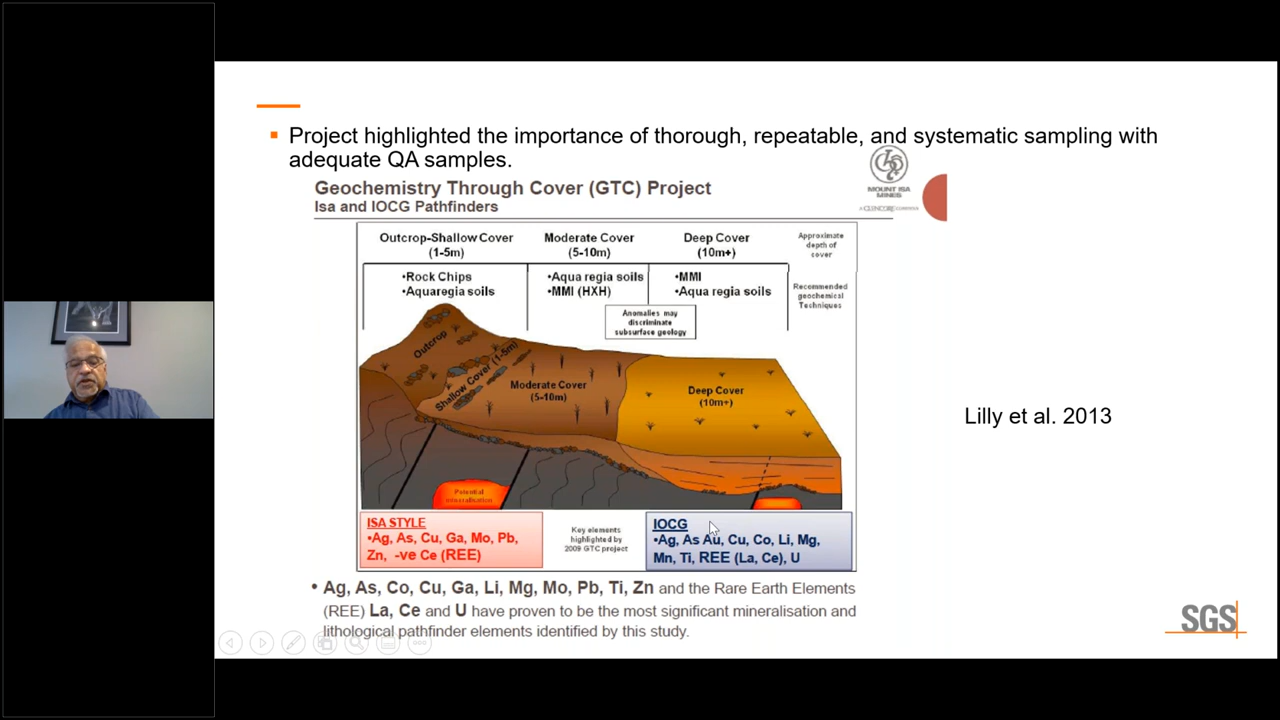 Project highlighted the importance of thorough, repeatable, and systematic sampling with
adequate QA samples.
Geochemistry Through Cover (GTC) Project
Isa and IOCG Pathfinders
MOUNT ISA
MINES
A GLENCORE COMPANY
Outcrop-Shallow Cover
(1-5m)
Moderate Cover
(5-10m)
Deep Cover
(10m+)
Approximate
depth of
cover
•Rock Chips
•Aquaregia soils
•Aqua regia soils
•MMI (HXH)
•MMI
•Aqua regia soils
Recommended
geochemical
Techniques
Anomalies may
discriminate
subsurface geology
Outcrop
Shallow Cover (1-5m)
Moderate Cover
(5-10m)
Deep Cover
(10m+)
Potential
mineralisation
ISA STYLE
•Ag, As, Cu, Ga, Mo, Pb,
Zn, -ve Ce (REE)
Key elements
highlighted by
2009 GTC project
IOCG
•Ag, As Au, Cu, Co, Li, Mg,
Mn, Ti, REE (La, Ce), U
• Ag, As, Co, Cu, Ga, Li, Mg, Mo, Pb, Ti, Zn and the Rare Earth Elements
(REE) La, Ce and U have proven to be the most significant mineralisation and
lithological pathfinder elements identified by this study.
Lilly et al. 2013
SGS